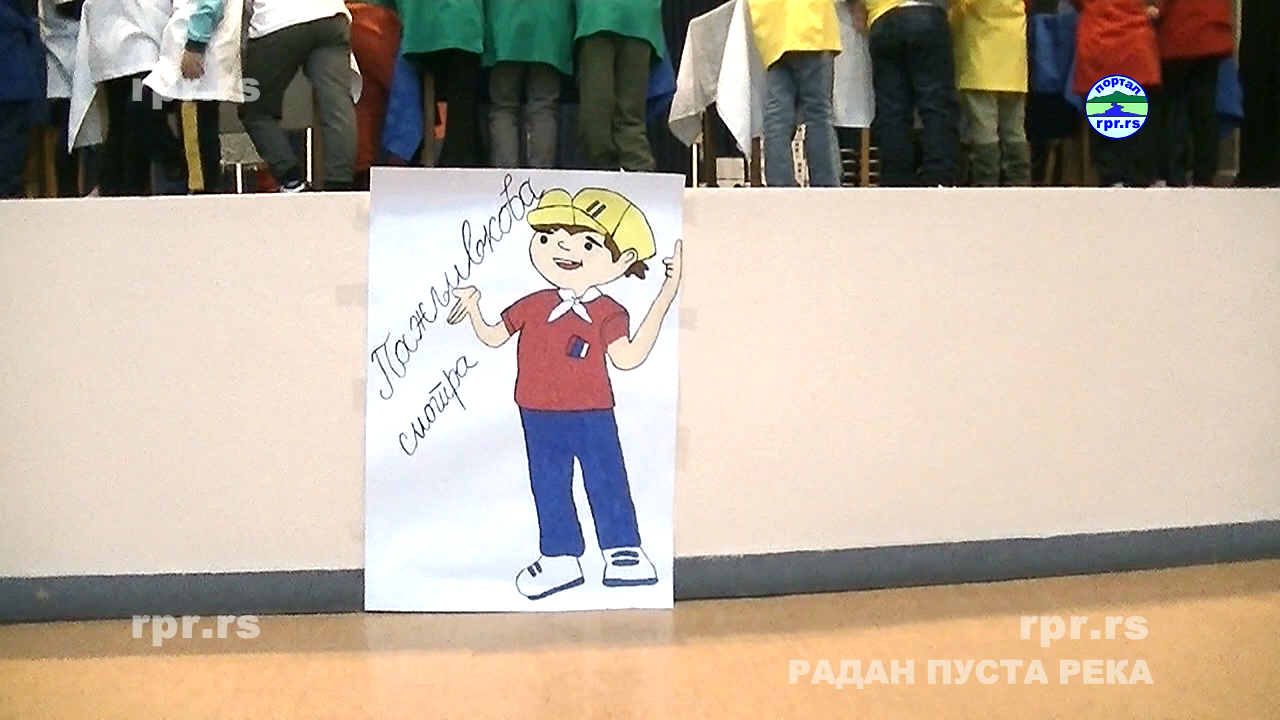 портал
rpr.rs
rpr.rs
Пажљивкова
смотра
rpr.rs
rpr.rs
РАДАН ПУСТА РЕКА